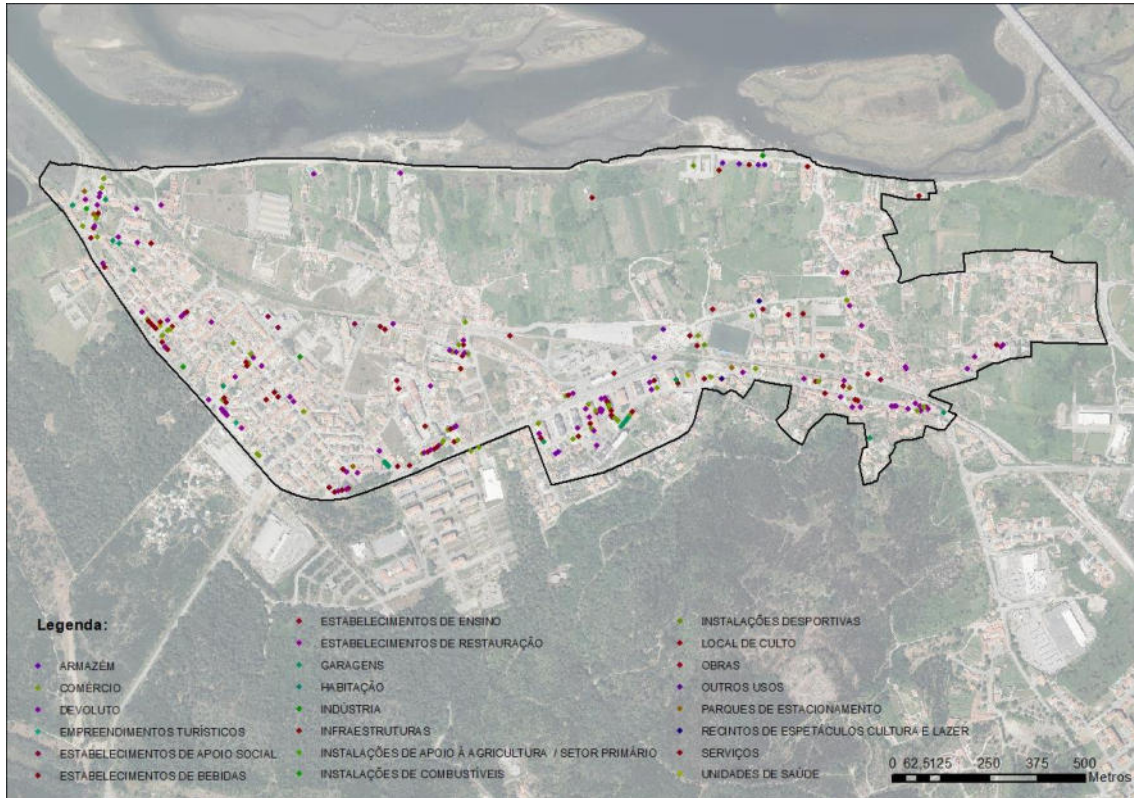 Legenda:
ARMAZÉM
COMÉRCIO
DEVOLUTO
EMPREENDIMENTOS TURÍSTICOS
ESTABELECIMENTOS DE APOIO SOCIAL
ESTABELECIMENTOS DE BEBIDAS
ESTABELECIMENTOS DE ENSINO
ESTABELECIMENTOS DE RESTAURAÇÃO
GARAGENS
HABITAÇÃO
INDÚSTRIA
INFRAESTRUTURAS
INSTALAÇÕES DE APOIO À AGRICULTURA / SETOR PRIMÁRIO
INSTALAÇÕES DE COMBUSTÍVEIS
INSTALAÇÕES DESPORTIVAS
LOCAL DE CULTO
OBRAS
OUTROS USOS
PARQUES DE ESTACIONAMENTO
RECINTOS DE ESPETÁCULOS CULTURA E LAZER
SERVIÇOS
UNIDADES DE SAÚDE
0 62,5125 250 375 500
Metros